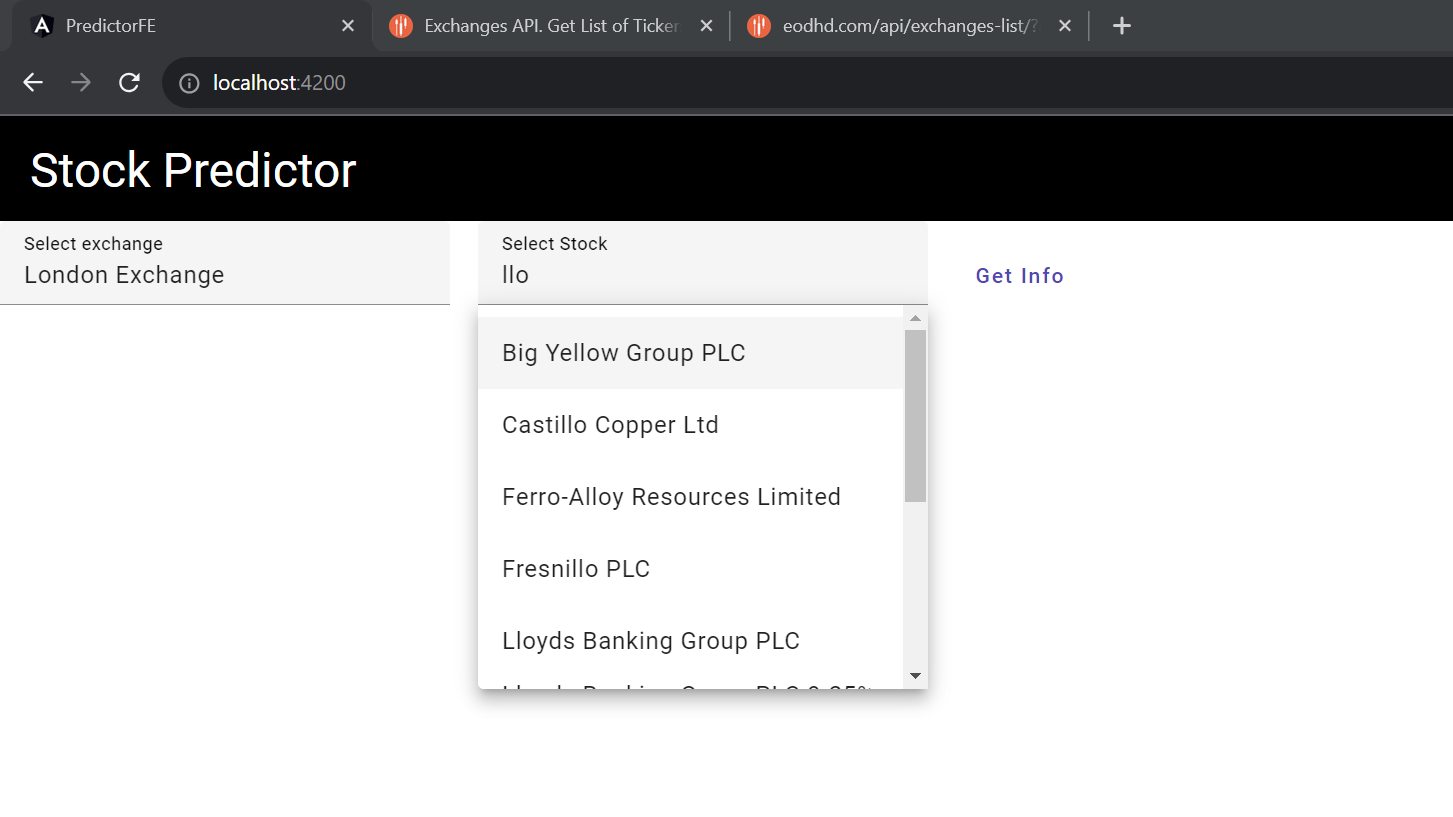 PredictorFE
Exchanges API. Get List of Ticker
eodhd.com/api/exchanges-list/?
localhost:4200
Stock Predictor
Select exchange
London Exchange
Select Stock
llo
Get Info
Big Yellow Group PLC
Castillo Copper Ltd
Ferro-Alloy Resources Limited
Fresnillo PLC
Lloyds Banking Group PLC